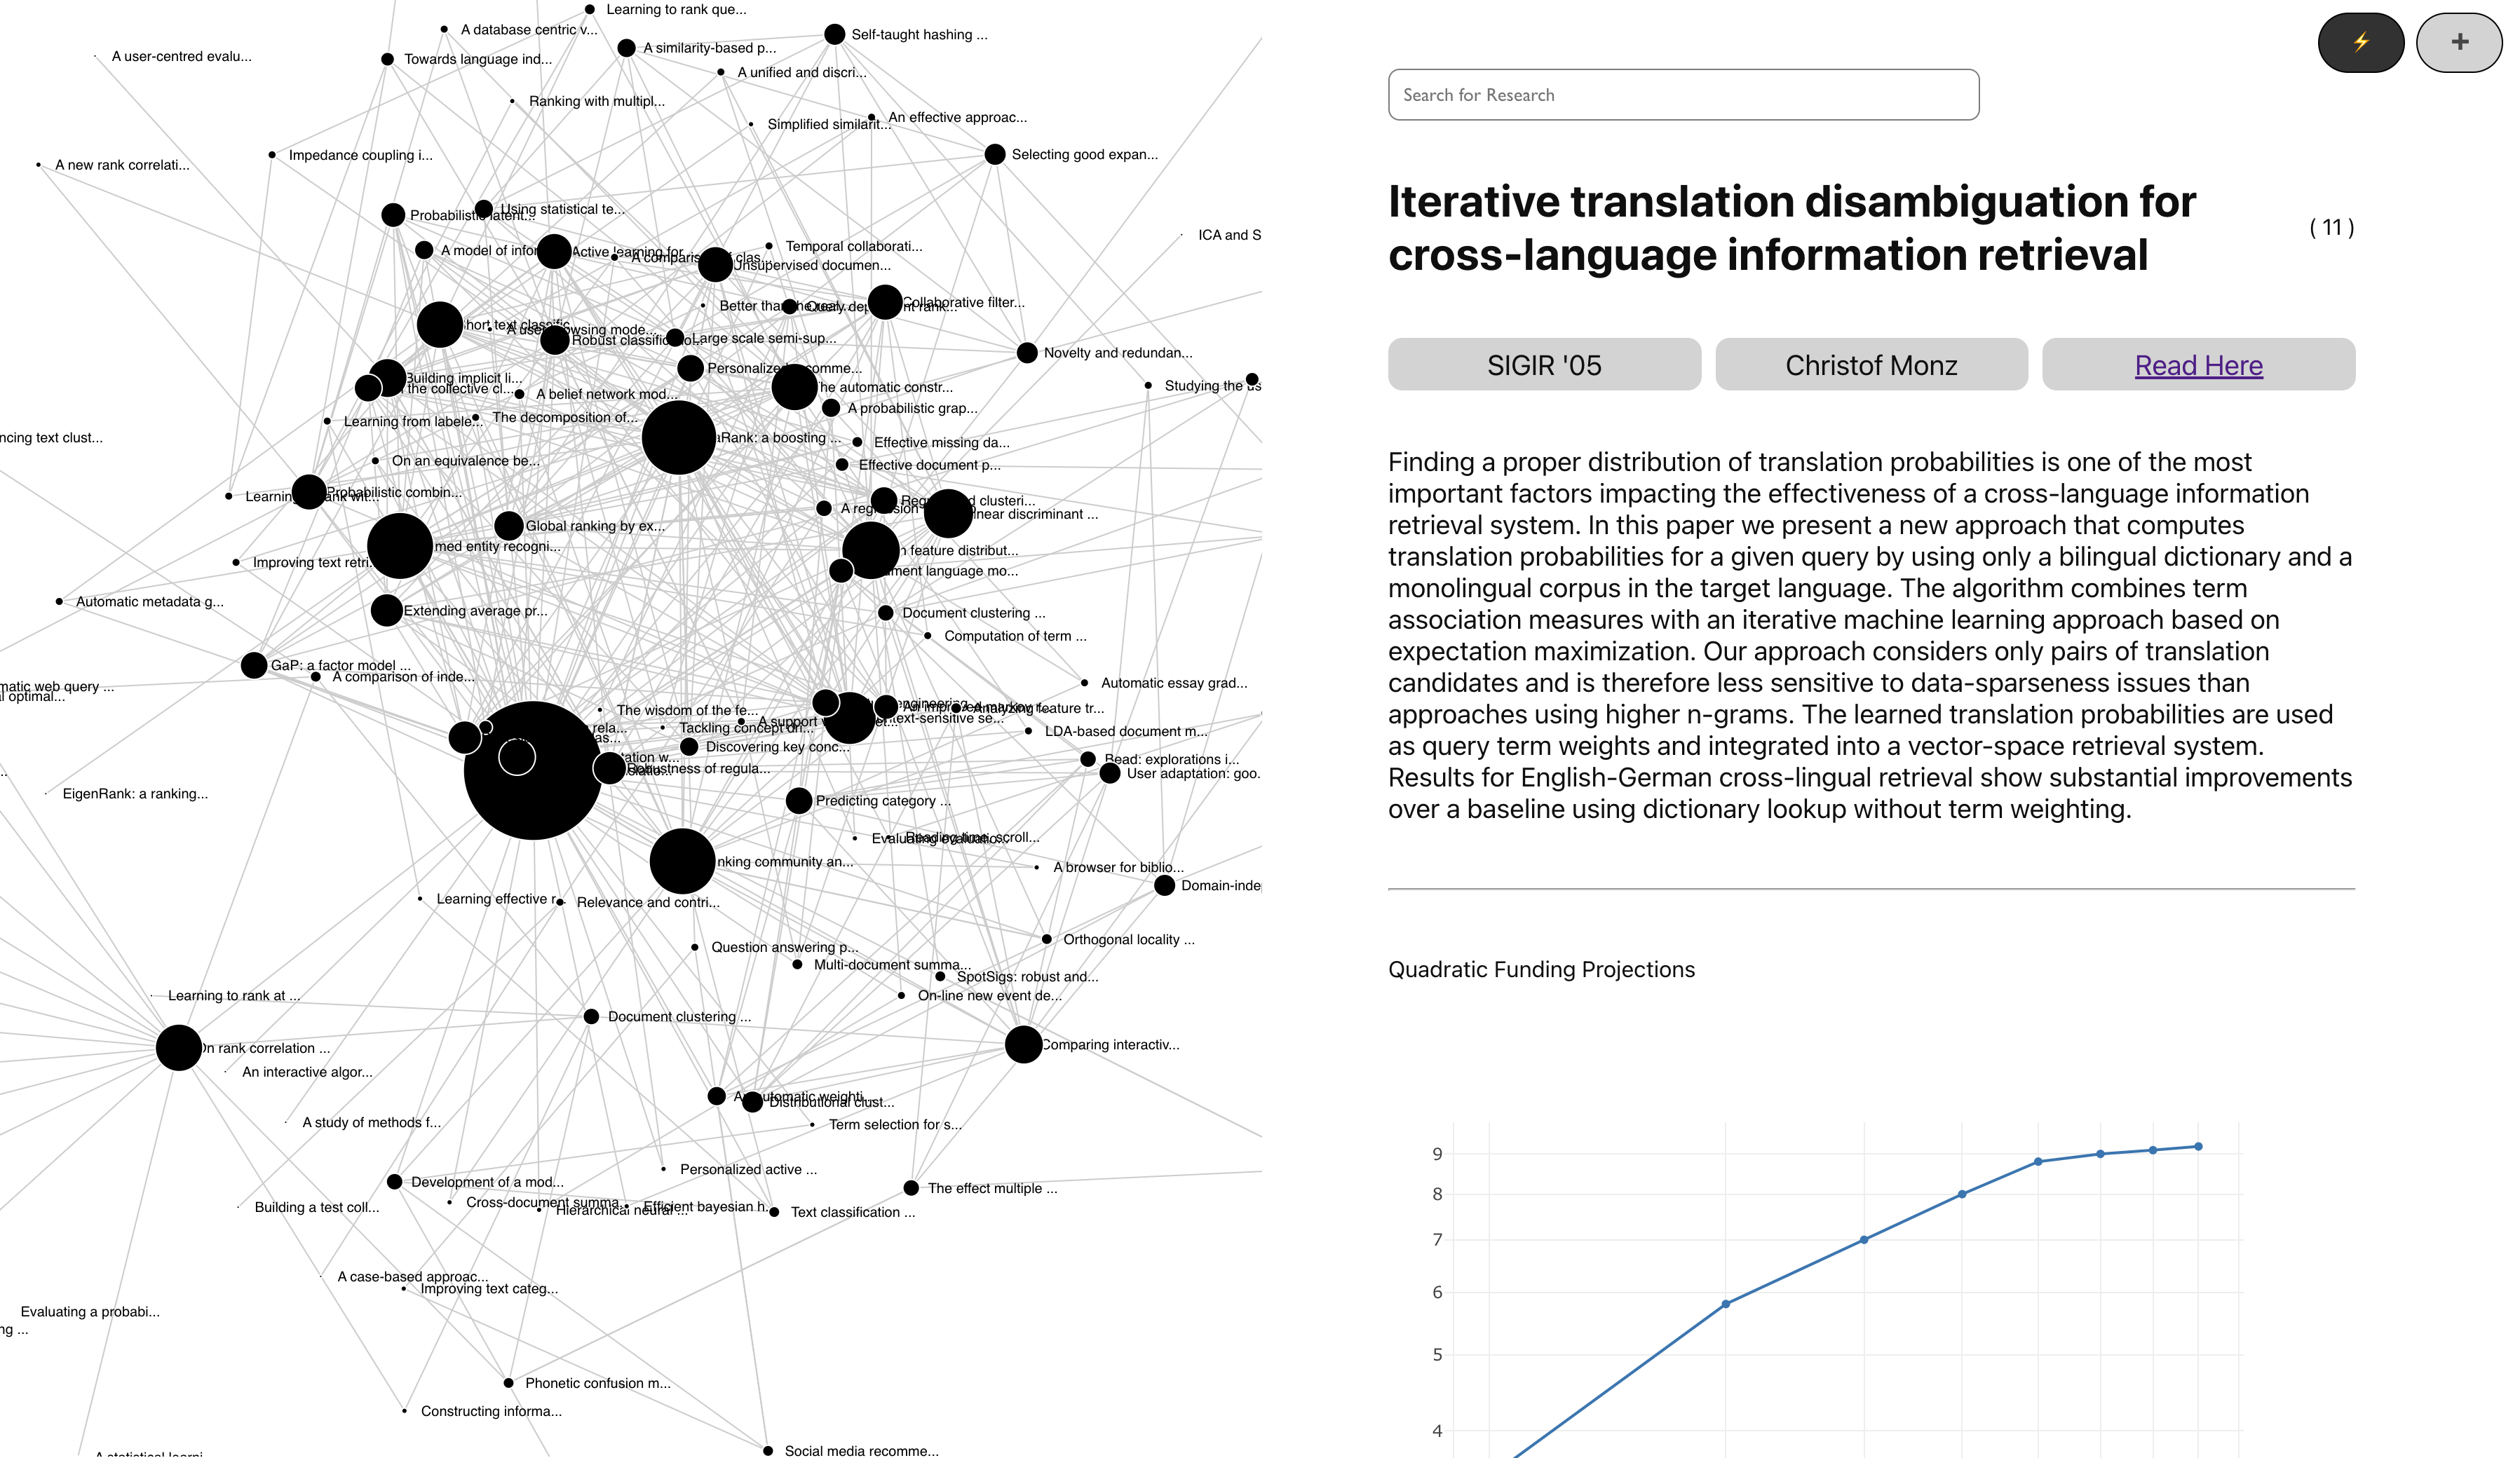 Learning to rank que...
A database centric v...
Self-taught hashing ...
A similarity-based p...
A user-centred evalu...
Towards language ind...
A unified and discri...
Ranking with multipl...
An effective approac...
Simplified similarit...
Impedance coupling i...
Selecting good expan...
A new rank correlati...
Using statistical te...
Probabilistic latent...
ICA and S
Temporal collaborati...
A model of infor
Active learning for
A comparis
clas...
Unsupervised documen...
Collaborative filter...
Better than
Query dep
nt rank...
hort text classific
A user
owsing mode...
Robust classific
Large scale semi-sup...
Novelty and redundan...
Personalized
comme...
Building implicit li...
the collective cl...
he automatic constr...
Studying the us
A belief network mod...
A probabilistic grap...
The decomposition of...
Learning from labele...
ncing text clust...
aRank: a boosting ...
Effective missing da...
On an equivalence be...
Effective document p...
Probabilistic combin...
Learning
Reg
d clusteri...
A reg
near discriminant ...
Global ranking by ex...
med entity recogni...
n feature distribut...
Improving text retri...
ment language mo...
Automatic metadata g...
Extending average pr...
Document clustering ...
Computation of term ...
GaP: a factor model ...
A comparison of inde...
Automatic essay grad...
matic web query ...
l optimal...
The wisdom of the fe...
Analyzing feature tr...
text-sensitive se...
A support v
rela...
Tackling concept dri...
LDA-based document m...
as...
Discovering key conc...
tation w...
Read: explorations i...
Robustness of regula...
User adaptation: goo.
EigenRank: a ranking...
Predicting category ...
Evaluating evaluatio...
Reading time, scroll...
nking community an...
A browser for biblio...
Domain-inde
Learning effective r...
Relevance and contri...
Orthogonal locality ...
Question answering p...
Multi-document summa...
SpotSigs: robust and...
Learning to rank at ...
On-line new event de...
Document clustering ...
On rank correlation ...
Comparing interactiv...
An interactive algor...
An automatic weighti...
Distributional clust...
A study of methods f...
Term selection for s...
Personalized active ...
Development of a mod...
The effect multiple ...
Cross-document summa...
Building a test coll...
Hierarchical neural ...
Efficient bayesian h...
Text classification ...
A case-based approac...
Improving text categ...
Evaluating a probabi...
ng ...
Phonetic confusion m...
Constructing informa...
Social media recomme...
Search for Research
Iterative translation disambiguation for
cross-language information retrieval
( 11 )
SIGIR '05
Christof Monz
Read Here
Finding a proper distribution of translation probabilities is one of the most
important factors impacting the effectiveness of a cross-language information
retrieval system. In this paper we present a new approach that computes
translation probabilities for a given query by using only a bilingual dictionary and a
monolingual corpus in the target language. The algorithm combines term
association measures with an iterative machine learning approach based on
expectation maximization. Our approach considers only pairs of translation
candidates and is therefore less sensitive to data-sparseness issues than
approaches using higher n-grams. The learned translation probabilities are used
as query term weights and integrated into a vector-space retrieval system.
Results for English-German cross-lingual retrieval show substantial improvements
over a baseline using dictionary lookup without term weighting.
Quadratic Funding Projections
9
8
7
6
5
4